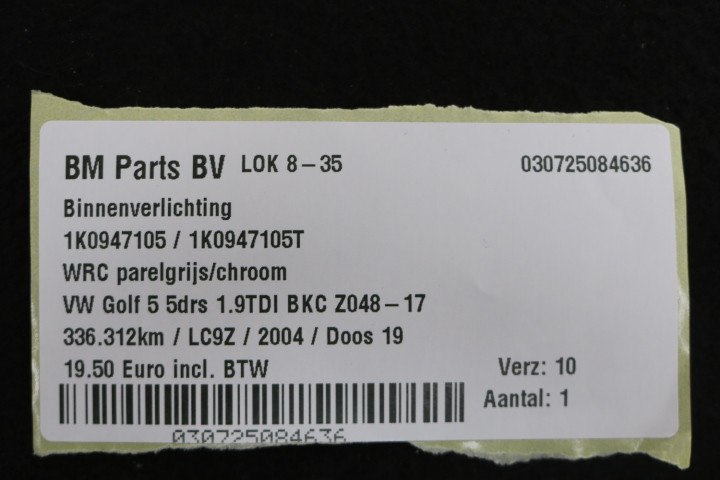 BM Parts BV LOK 8-35 030725084636
Binnenverlichting
1K0947105 / 1K0947105T
WRC parelgrijs/chroom
VW Golf 5 5drs 1.9TDI BKC Z048-17
336.312km / LC9Z / 2004 / Doos 19
19.50 Euro incl. BTW Verz: 10
Aantal: 1
030725084636